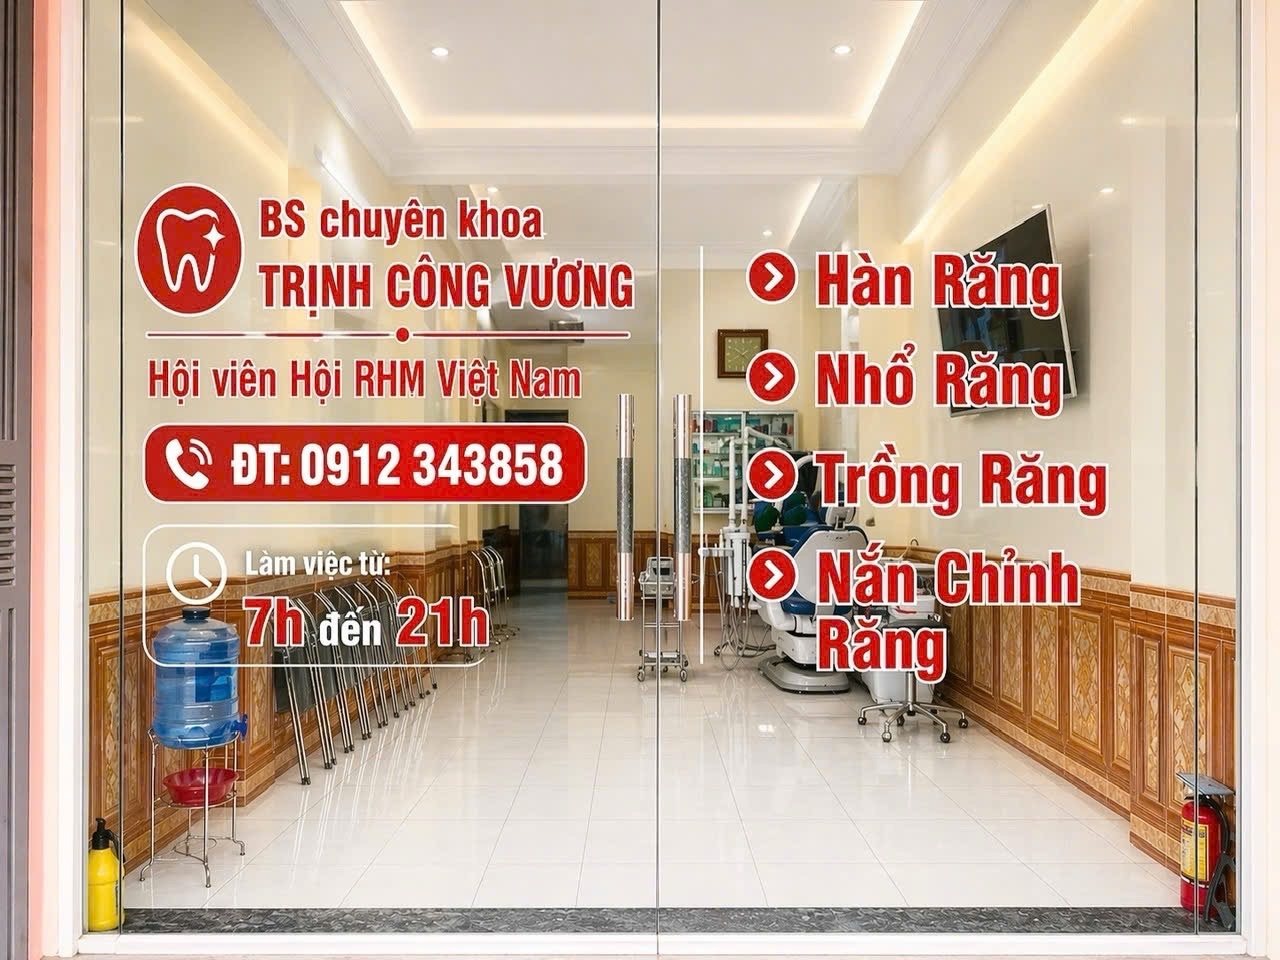 BS chuyên khoa
TRỊNH CÔNG VƯƠNG
Hội viên Hội RHM Việt Nam
ĐT: 0912 343858
Làm việc từ:
7h đến 21h
Hàn Răng
Nhổ Răng
Trồng Răng
Nắn Chỉnh
Răng